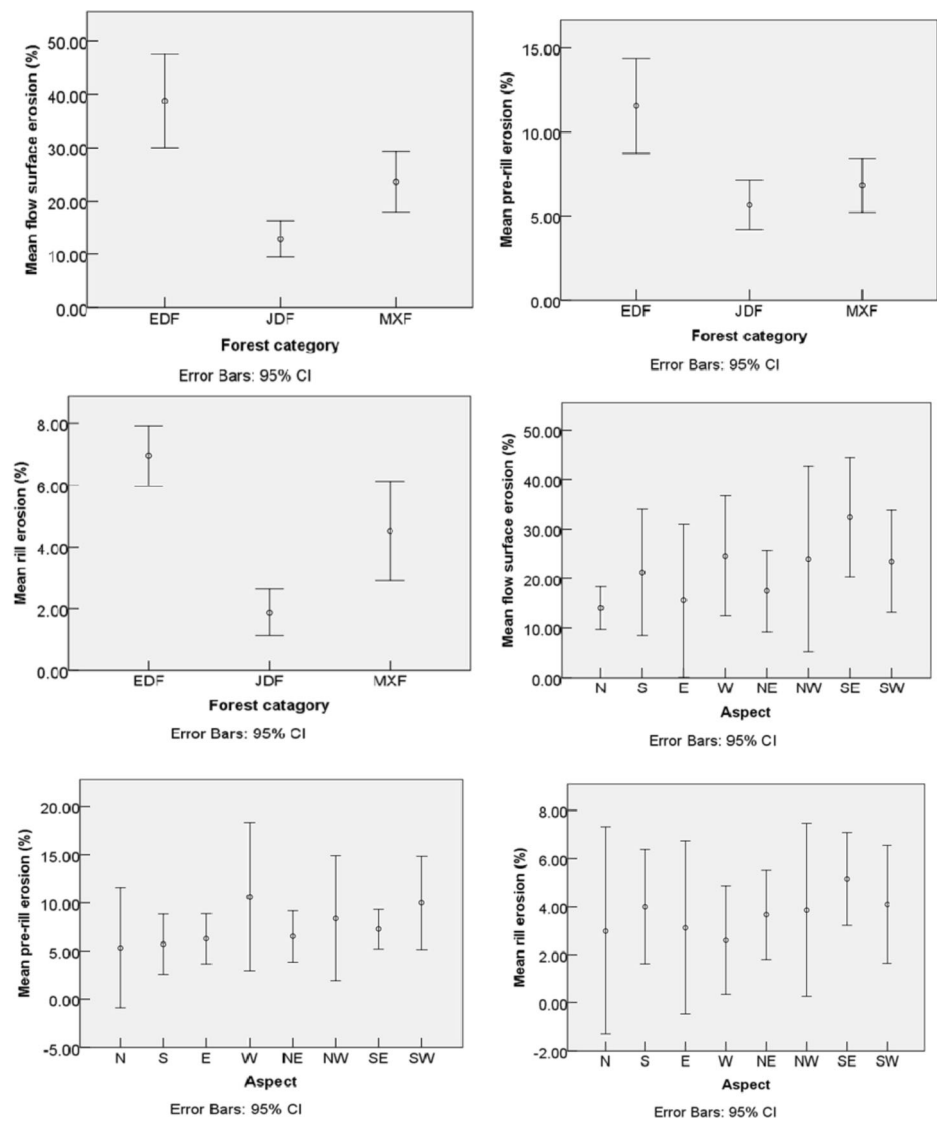 Mean flow surface erosion (%)
50.00
40.00
30.00
20.00
10.00
0.00
EDF JDF MXF
Forest category
Error Bars: 95% CI
Mean pre-rill erosion (%)
15.00
10.00
5.00
0.00
EDF JDF MXF
Forest category
Error Bars: 95% CI
Mean rill erosion (%)
8.00
6.00
4.00
2.00
0.00
EDF JDF MXF
Forest catagory
Error Bars: 95% CI
Mean flow surface erosion (%)
50.00
40.00
30.00
20.00
10.00
0.00
N S E W NE NW SE SW
Aspect
Error Bars: 95% CI
Mean pre-rill erosion (%)
20.00
15.00
10.00
5.00
0.00
-5.00
N S E W NE NW SE SW
Aspect
Error Bars: 95% CI
Mean rill erosion (%)
8.00
6.00
4.00
2.00
0.00
-2.00
N S E W NE NW SE SW
Aspect
Error Bars: 95% CI